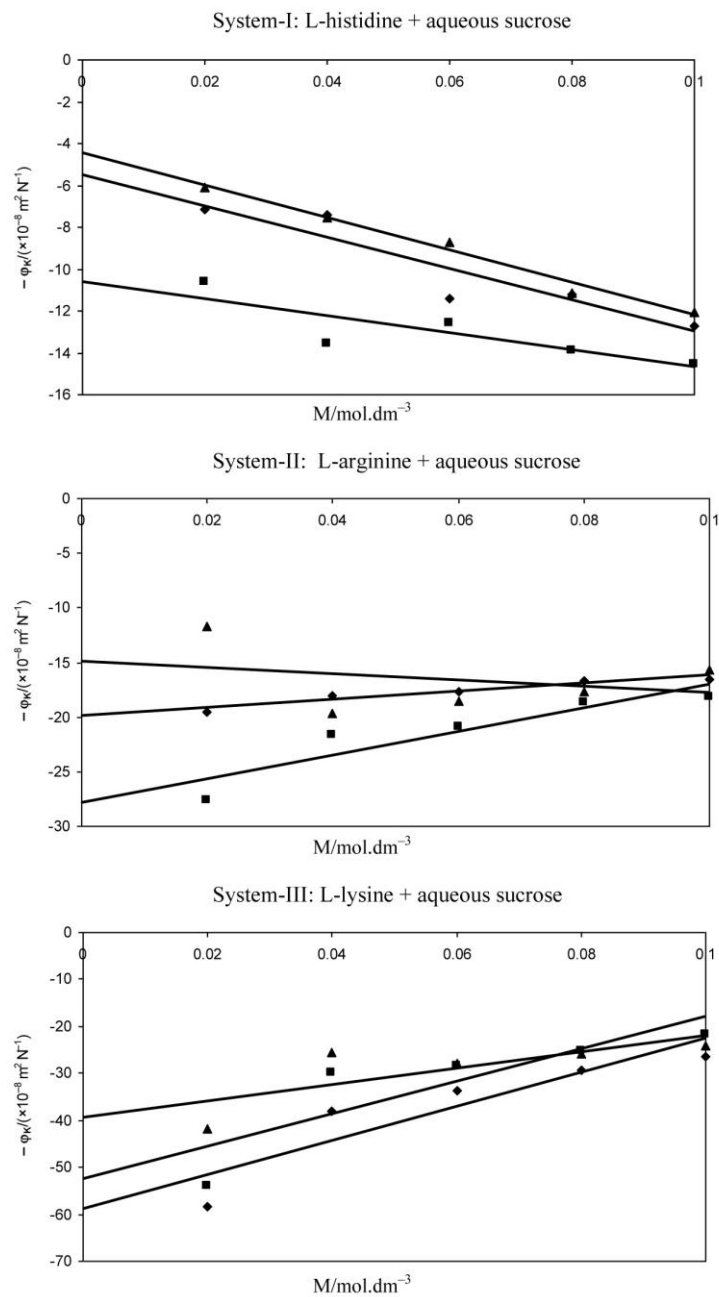 System-I: L-histidine + aqueous sucrose
0
0 0.02 0.04 0.06 0.08 0.1
-2
-4
-6
-8
-10
-12
-14
-16
– φκ/(×10⁻⁸ m² N⁻¹)
M/mol.dm⁻³
System-II: L-arginine + aqueous sucrose
0
0 0.02 0.04 0.06 0.08 0.1
-5
-10
-15
-20
-25
-30
– φκ/(×10⁻⁸ m² N⁻¹)
M/mol.dm⁻³
System-III: L-lysine + aqueous sucrose
0
0 0.02 0.04 0.06 0.08 0.1
-10
-20
-30
-40
-50
-60
-70
– φκ/(×10⁻⁸ m² N⁻¹)
M/mol.dm⁻³